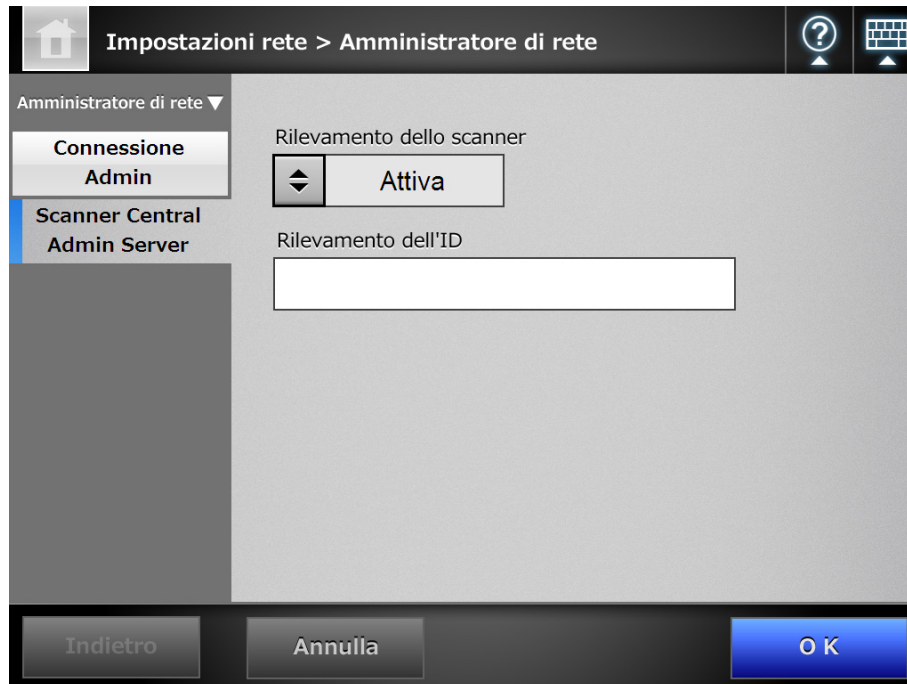 Impostazioni rete > Amministratore di rete
?
Amministratore di rete ▼
Connessione
Admin
Scanner Central
Admin Server
Rilevamento dello scanner
Attiva
Rilevamento dell'ID
Indietro
Annulla
OK